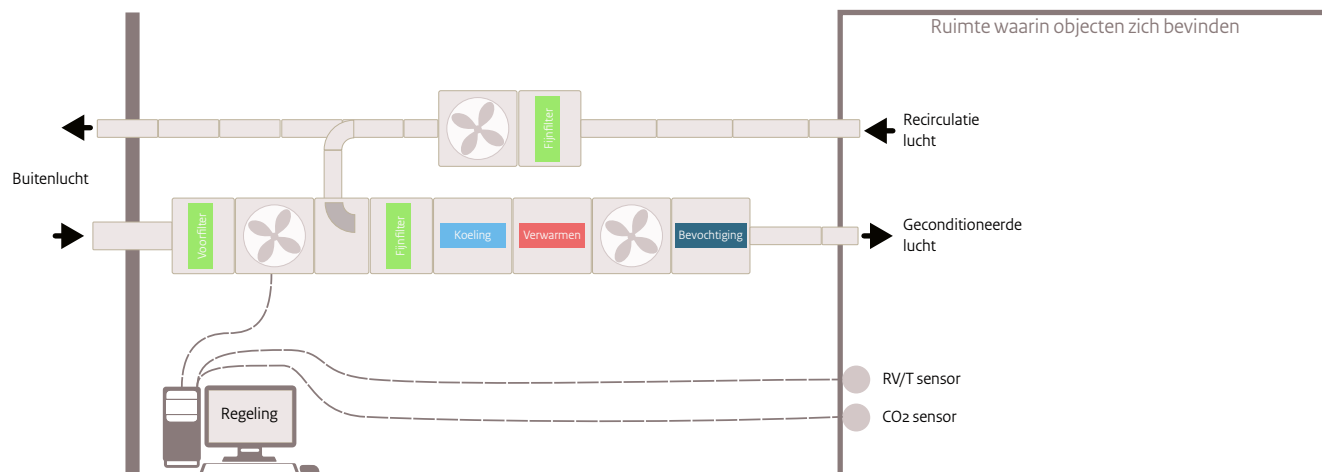 Ruimte waarin objecten zich bevinden
Fijnfilter
Recirculatie
lucht
Buitenlucht
Voorfilter
Fijnfilter
Koeling
Verwarmen
Bevochtiging
Geconditioneerde
lucht
RV/T sensor
CO2 sensor
Regeling